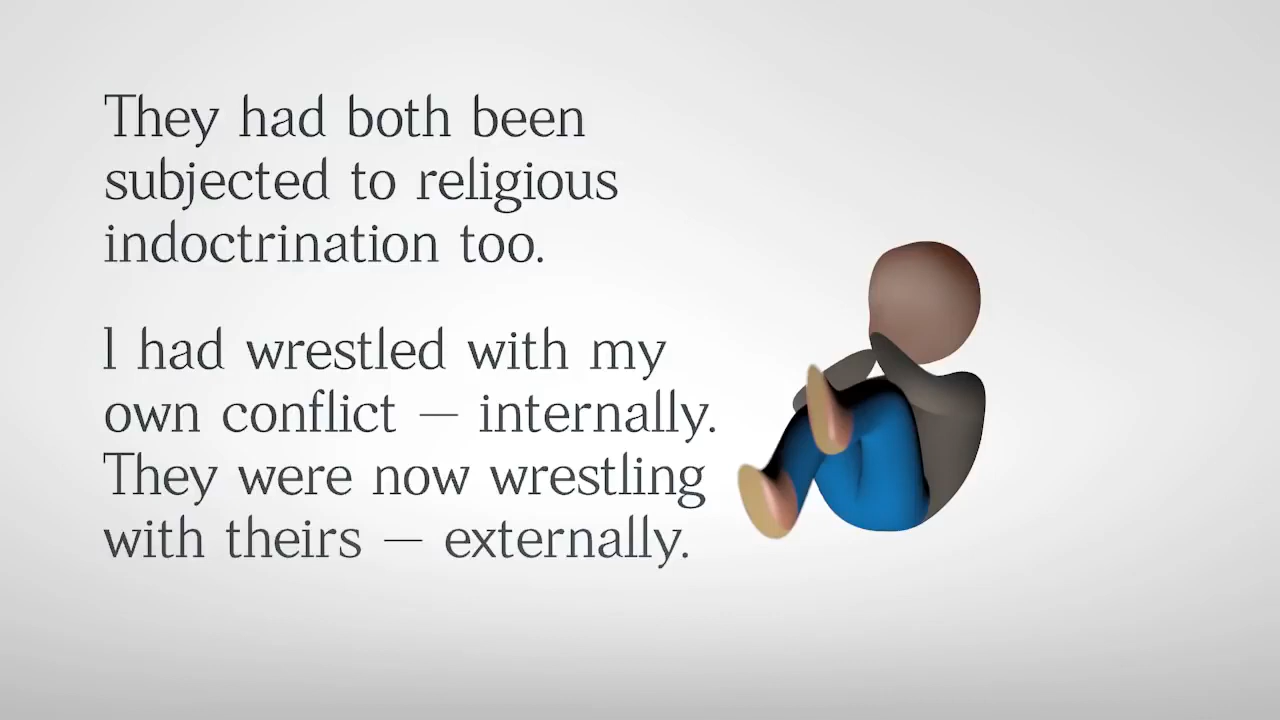 They had both been
subjected to religious
indoctrination too.
I had wrestled with my
own conflict – internally.
They were now wrestling
with theirs – externally.